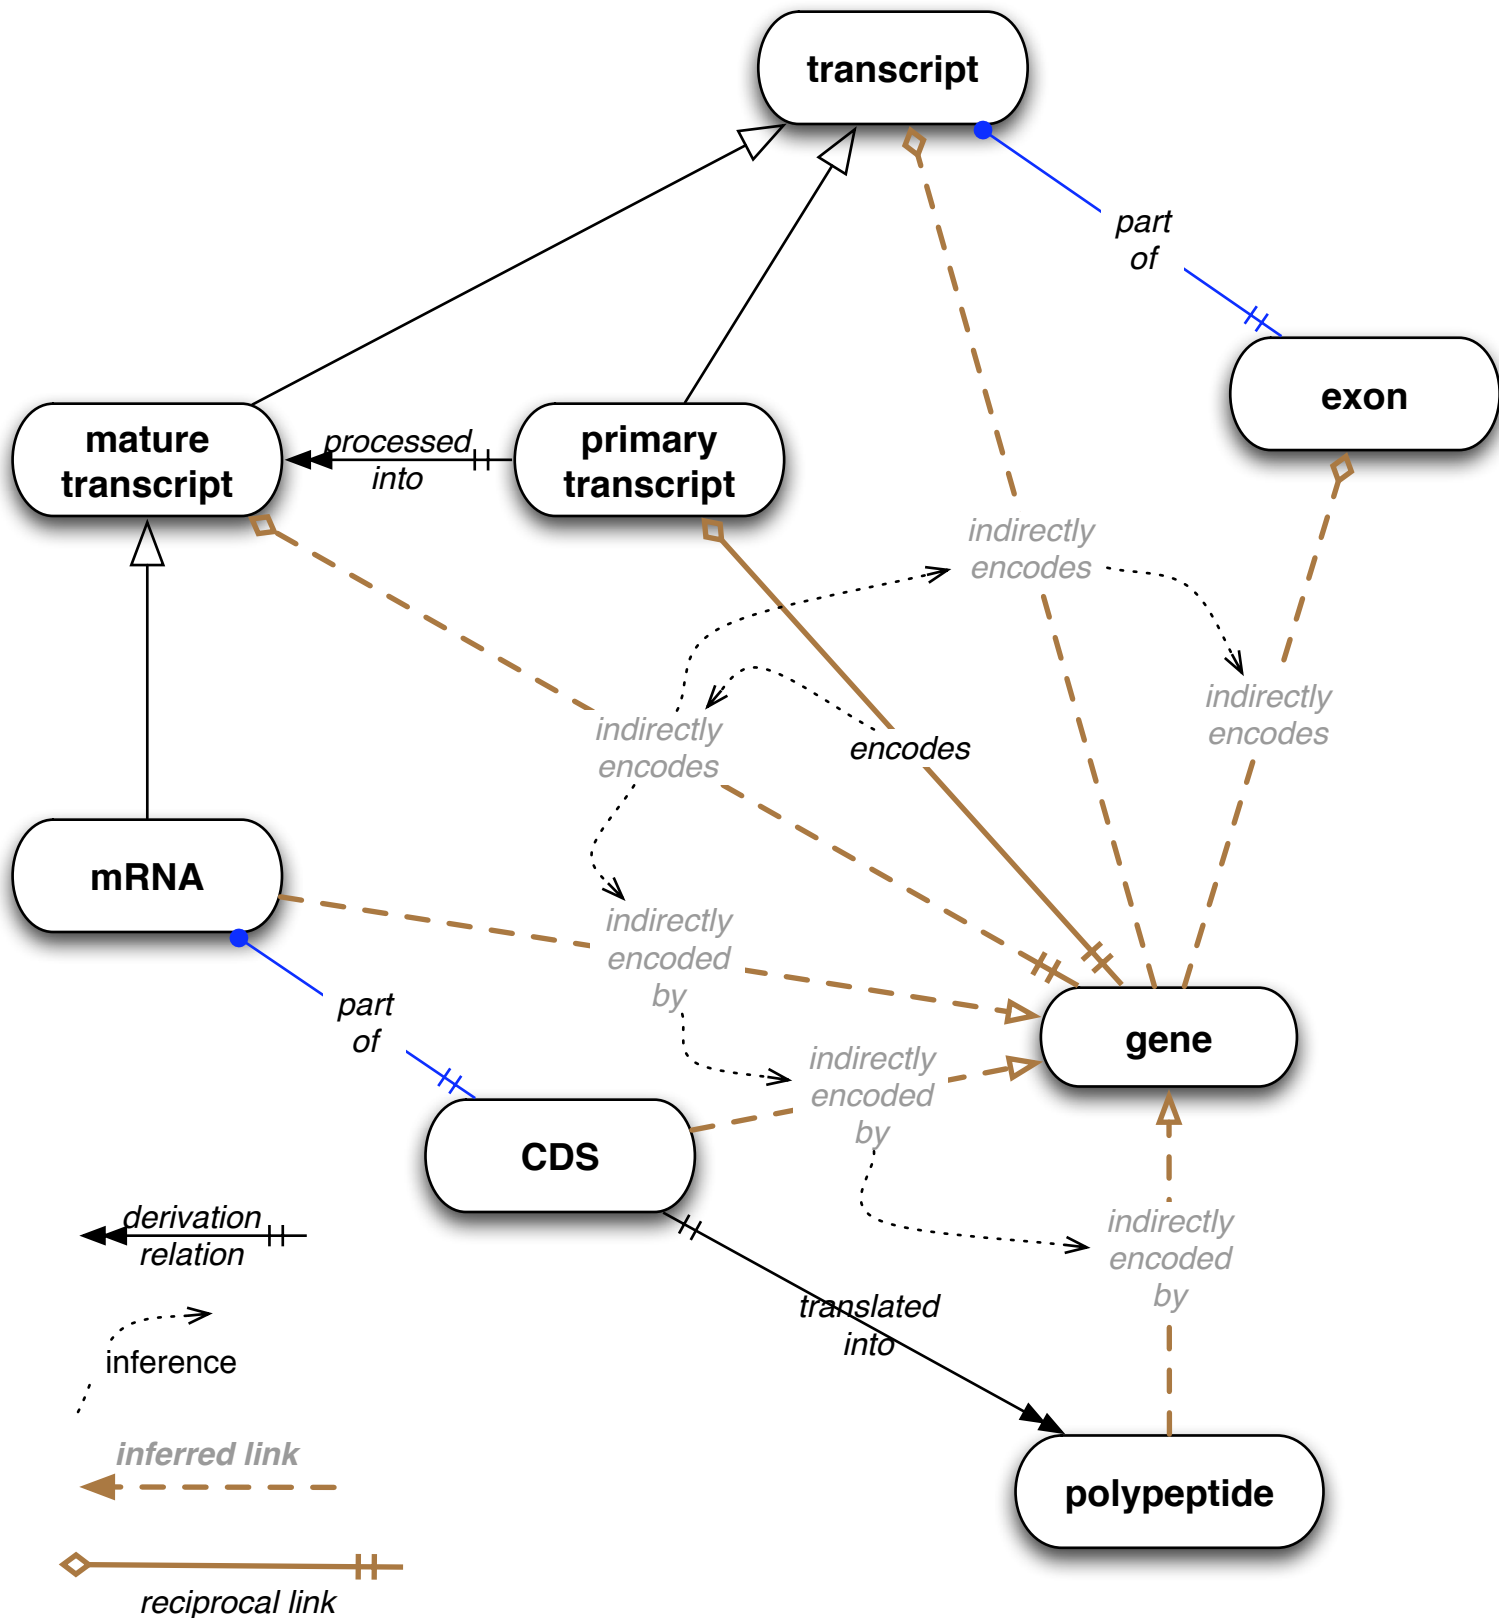 transcript
part
of
exon
mature
transcript
processed
into
primary
transcript
indirectly
encodes
indirectly
encodes
indirectly
encodes
encodes
mRNA
indirectly
encoded
by
part
of
gene
indirectly
encoded
by
CDS
derivation
relation
indirectly
encoded
by
translated
into
inference
inferred link
polypeptide
reciprocal link